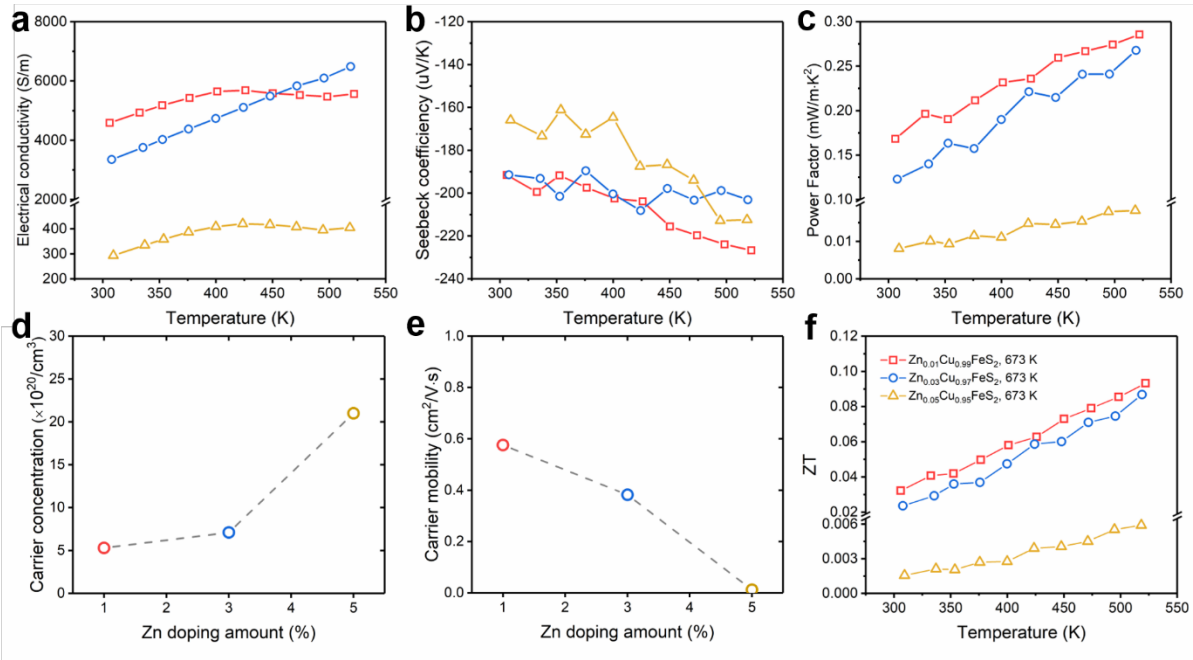 a
8000
6000
4000
2000
400
300
200
Electrical conductivity (S/m)
300 350 400 450 500 550
Temperature (K)
b
-120
-140
-160
-180
-200
-220
-240
Seebeck coefficiency (uV/K)
300 350 400 450 500 550
Temperature (K)
c
0.30
0.25
0.20
0.15
0.10
0.01
0.00
Power Factor (mW/m·K²)
300 350 400 450 500 550
Temperature (K)
d
30
25
20
15
10
5
0
Carrier concentration (×10²⁰/cm³)
1 2 3 4 5
Zn doping amount (%)
e
1.0
0.8
0.6
0.4
0.2
0.0
Carrier mobility (cm²/V·s)
1 2 3 4 5
Zn doping amount (%)
f
0.12
0.10
0.08
0.06
0.04
0.02
0.006
0.003
0.000
ZT
Zn₀.₀₁Cu₀.₉₉FeS₂, 673 K
Zn₀.₀₃Cu₀.₉₇FeS₂, 673 K
Zn₀.₀₅Cu₀.₉₅FeS₂, 673 K
300 350 400 450 500 550
Temperature (K)